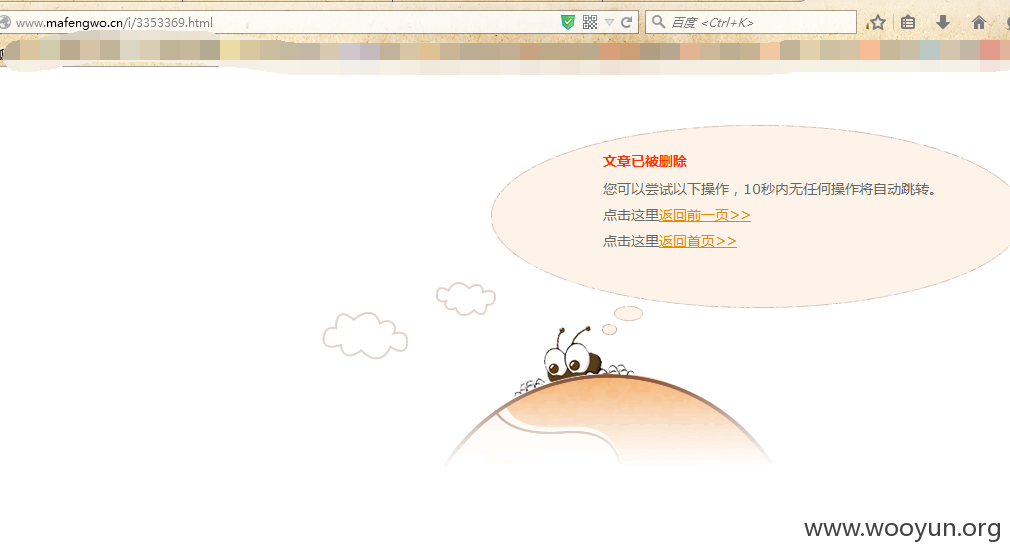 www.mafengwo.cn/i/3353369.html
百度 <Ctrl+K>
文章已被删除
您可以尝试以下操作，10秒内无任何操作将自动跳转。
点击这里返回前一页>>
点击这里返回首页>>
www.wooyun.org